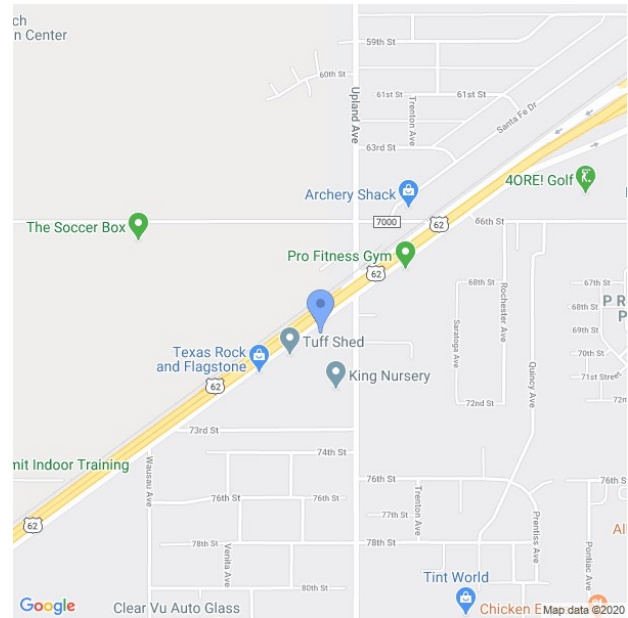 ch
n Center
59th St
60th St
61st St
61st St
Trenton Ave
Upland Ave
Santa Fe Dr
63rd St
4ORE! Golf
Archery Shack
7000
62
66th St
The Soccer Box
Pro Fitness Gym
62
68th St
Rochester Ave
67th St
68th St
P R
P
69th St
Saratoga Ave
Tuff Shed
Texas Rock
and Flagstone
70th St
71st Street
King Nursery
Quincy Ave
62
72nd St
72nd St
73rd St
74th St
mit Indoor Training
Wausau Ave
76th St
76th St
76th St
76th St
Trenton Ave
77th St
62
78th St
78th St
Venita Ave
Prentiss Ave
Pontiac Ave
Al
80th St
Tint World
Google
Clear Vu Auto Glass
Chicken E
Map data ©2020